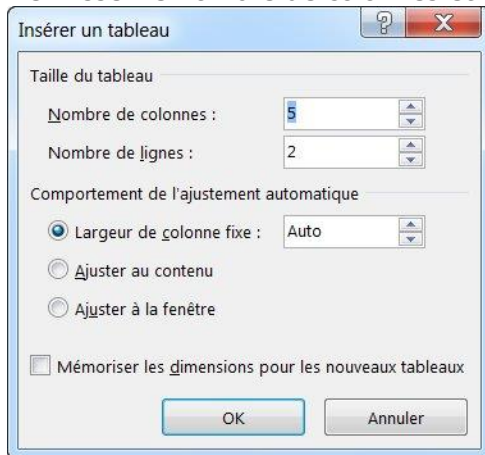 Insérer un tableau
Taille du tableau
Nombre de colonnes : 5
Nombre de lignes : 2
Comportement de l'ajustement automatique
Largeur de colonne fixe : Auto
Ajuster au contenu
Ajuster à la fenêtre
Mémoriser les dimensions pour les nouveaux tableaux
OK Annuler